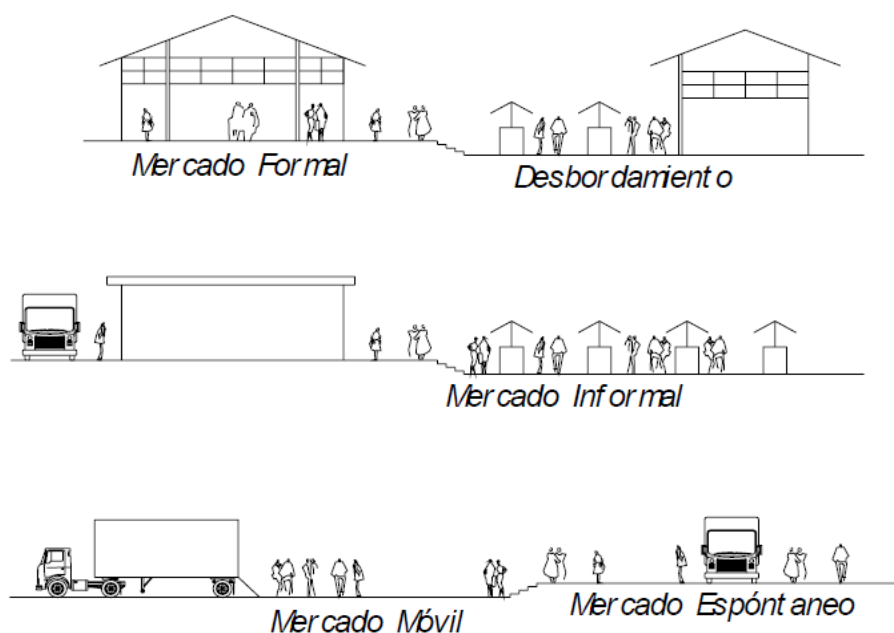 Mercado Formal
Desbordamiento
Mercado Informal
Mercado Móvil
Mercado Espóntaneo